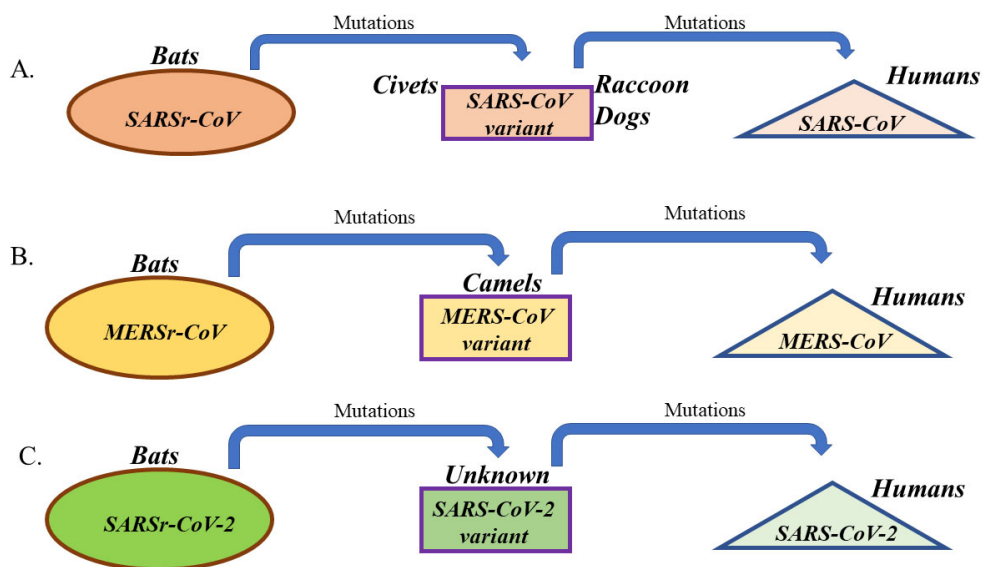 Mutations
Mutations
A.
Bats
SARSr-CoV
Civets
SARS-CoV
variant
Raccoon
Dogs
Humans
SARS-CoV
Mutations
Mutations
B.
Bats
MERSr-CoV
Camels
MERS-CoV
variant
Humans
MERS-CoV
Mutations
Mutations
C.
Bats
SARSr-CoV-2
Unknown
SARS-CoV-2
variant
Humans
SARS-CoV-2